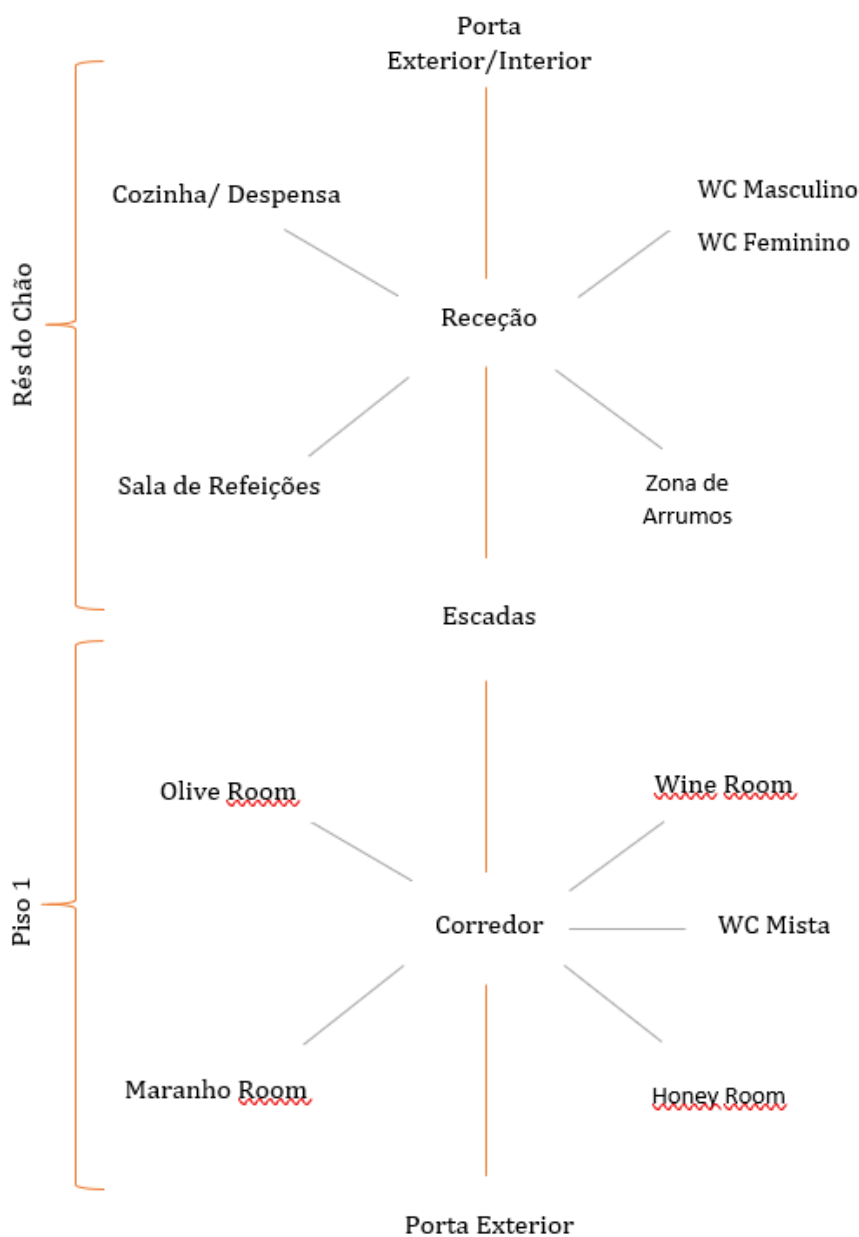 Porta
Exterior/Interior
Cozinha/ Despensa
WC Masculino
WC Feminino
Rés do Chão
Receção
Sala de Refeições
Zona de
Arrumos
Escadas
Olive Room
Wine Room
Piso 1
Corredor
WC Mista
Maranho Room
Honey Room
Porta Exterior